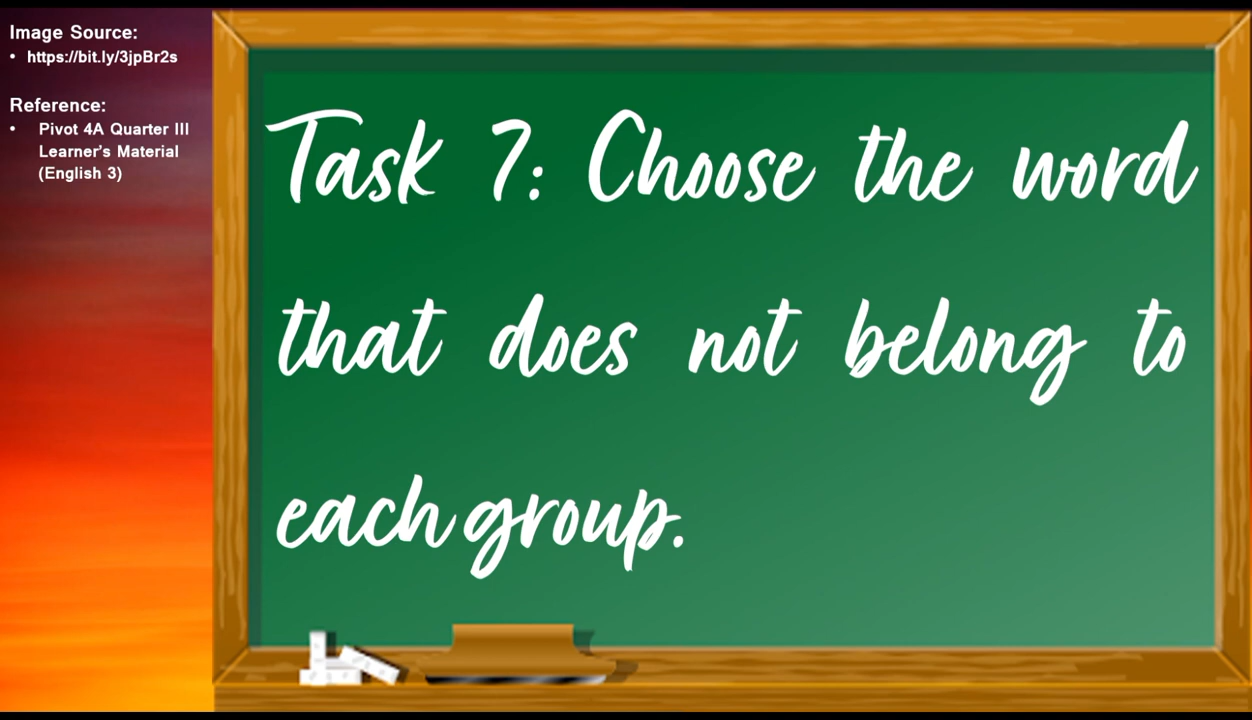 Image Source:
• https://bit.ly/3jpBr2s
Reference:
• Pivot 4A Quarter III
Learner's Material
(English 3)
Task 7: Choose the word
that does not belong to
each group.